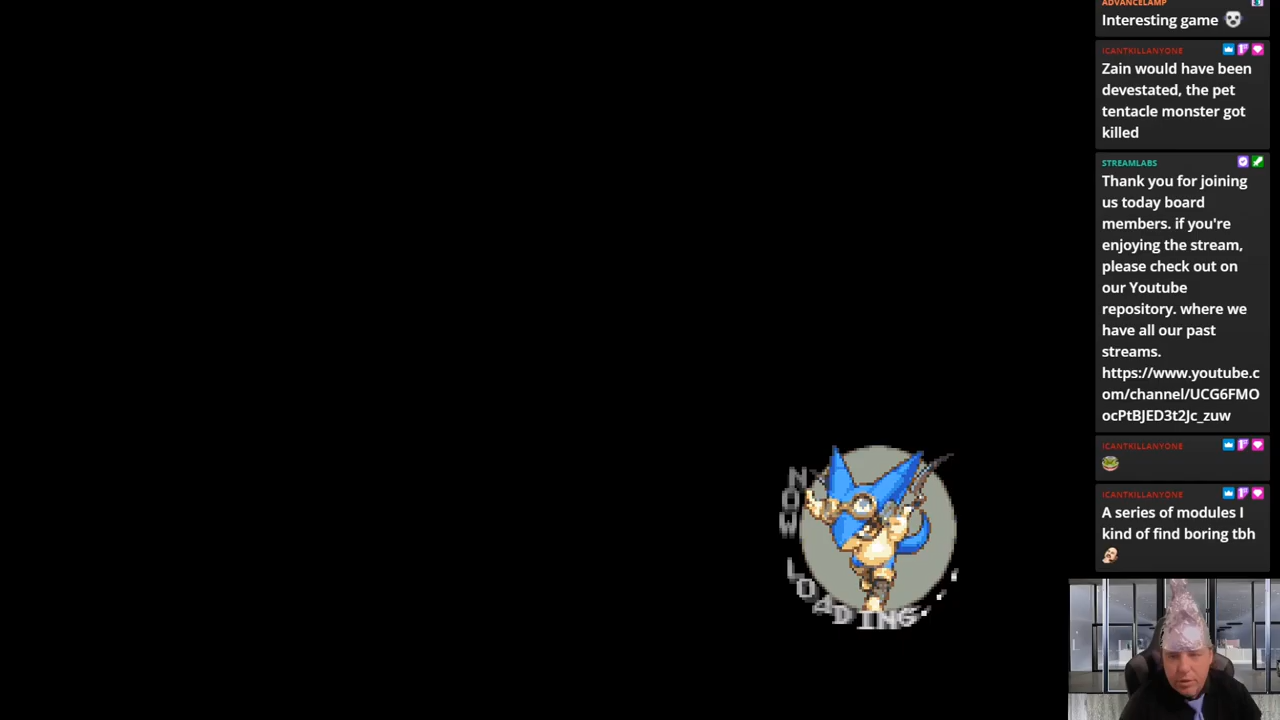 ADVANCELAMP
Interesting game
ICANTKILLANYONE
Zain would have been
devestated, the pet
tentacle monster got
killed
STREAMLABS
Thank you for joining
us today board
members. if you're
enjoying the stream,
please check out on
our Youtube
repository. where we
have all our past
streams.
https://www.youtube.c
om/channel/UCG6FMO
ocPtBJED3t2Jc_zuw
ICANTKILLANYONE
ICANTKILLANYONE
A series of modules I
kind of find boring tbh
NOW LOADING...